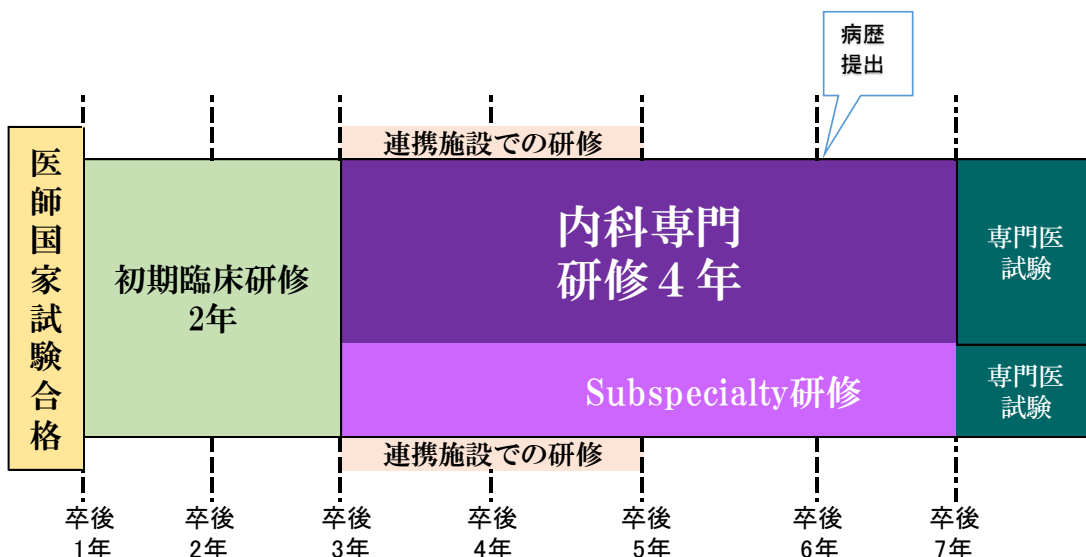 病歴
提出
連携施設での研修
医師国家試験合格
初期臨床研修
2年
内科専門
研修４年
専門医
試験
Subspecialty研修
専門医
試験
連携施設での研修
卒後
1年
卒後
2年
卒後
3年
卒後
4年
卒後
5年
卒後
6年
卒後
7年